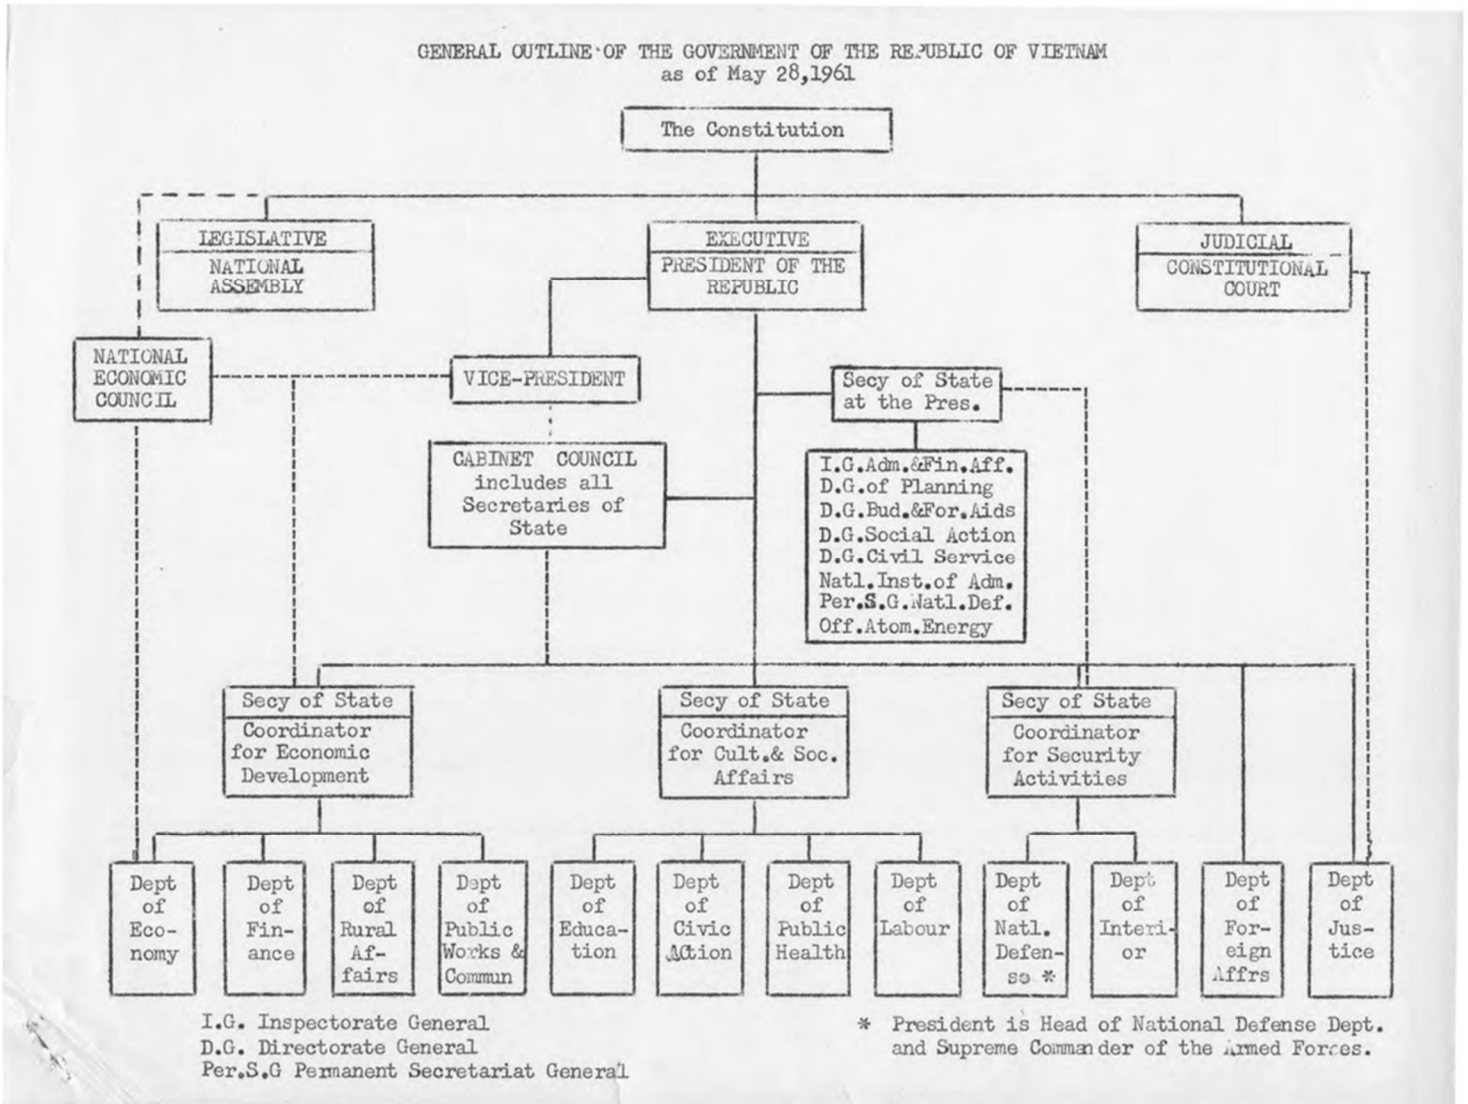 GENERAL OUTLINE OF THE GOVERNMENT OF THE REPUBLIC OF VIETNAM
as of May 28,1961
The Constitution
LEGISLATIVE
NATIONAL
ASSEMBLY
EXECUTIVE
PRESIDENT OF THE
REPUBLIC
JUDICIAL
CONSTITUTIONAL
COURT
NATIONAL
ECONOMIC
COUNCIL
VICE-PRESIDENT
Secy of State
at the Pres.
CABINET COUNCIL
includes all
Secretaries of
State
I.G.Adm.&Fin.Aff.
D.G.of Planning
D.G.Bud.&For.Aids
D.G.Social Action
D.G.Civil Service
Natl.Inst.of Adm.
Per.S.G.Natl.Def.
Off.Atom.Energy
Secy of State
Coordinator
for Economic
Development
Secy of State
Coordinator
for Cult.& Soc.
Affairs
Secy of State
Coordinator
for Security
Activities
Dept
of
Eco-
nomy
Dept
of
Fin-
ance
Dept
of
Rural
Af-
fairs
Dept
of
Public
Works &
Commun
Dept
of
Educa-
tion
Dept
of
Civic
Action
Dept
of
Public
Health
Dept
of
Labour
Dept
of
Natl.
Defen-
se *
Dept
of
Interi-
or
Dept
of
For-
eign
Affrs
Dept
of
Jus-
tice
I.G. Inspectorate General
D.G. Directorate General
Per.S.G Permanent Secretariat General
* President is Head of National Defense Dept.
and Supreme Commander of the Armed Forces.